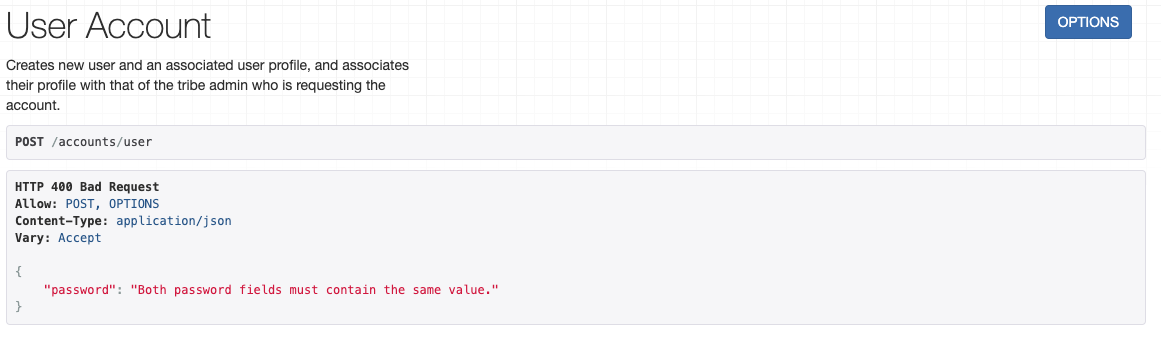 User Account
OPTIONS
Creates new user and an associated user profile, and associates
their profile with that of the tribe admin who is requesting the
account.
POST /accounts/user
HTTP 400 Bad Request
Allow: POST, OPTIONS
Content-Type: application/json
Vary: Accept
{
    "password": "Both password fields must contain the same value."
}